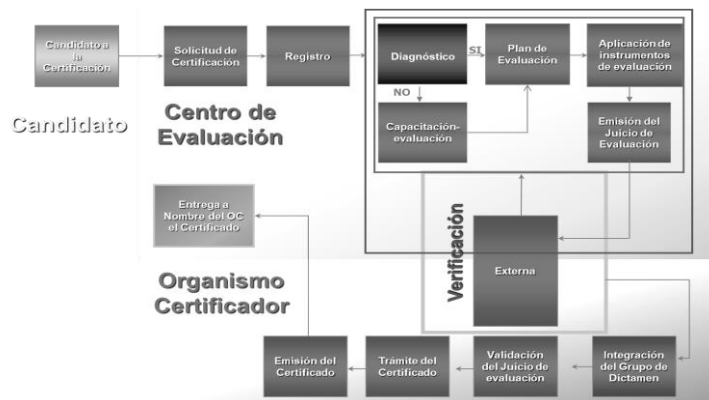 Candidato a
la
Certificación
Solicitud de
Certificación
Registro
Diagnóstico
SI
Plan de
Evaluación
Aplicación de
instrumentos
de evaluación
NO
Candidato
Centro de
Evaluación
Capacitación-
evaluación
Emisión del
Juicio de
Evaluación
Entrega a
Nombre del OC
el Certificado
Verificación
Externa
Organismo
Certificador
Emisión del
Certificado
Trámite del
Certificado
Validación
del Juicio de
evaluación
Integración
del Grupo de
Dictamen